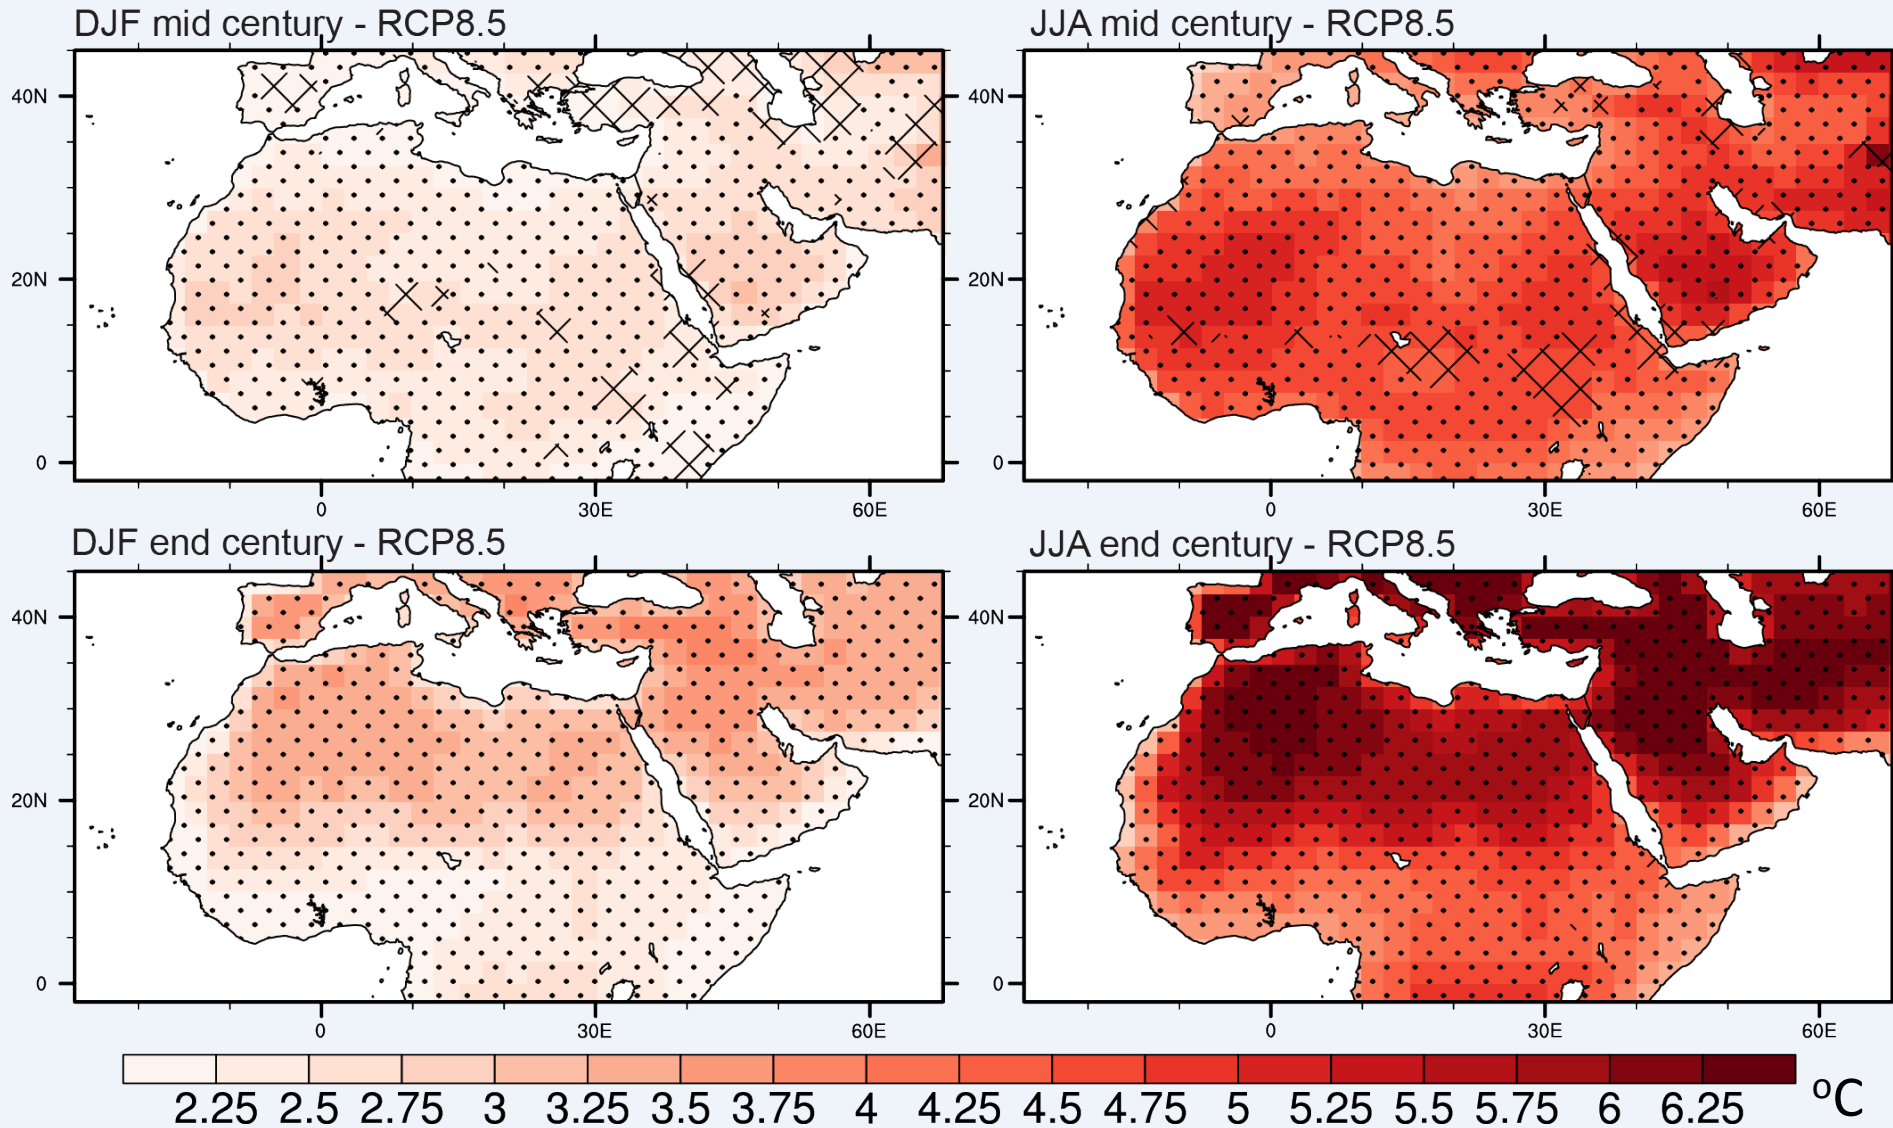 DJF mid century - RCP8.5
JJA mid century - RCP8.5
40N
20N
0
0
30E
60E
40N
20N
0
0
30E
60E
DJF end century - RCP8.5
JJA end century - RCP8.5
40N
20N
0
0
30E
60E
40N
20N
0
0
30E
60E
2.25 2.5 2.75 3 3.25 3.5 3.75 4 4.25 4.5 4.75 5 5.25 5.5 5.75 6 6.25 °C